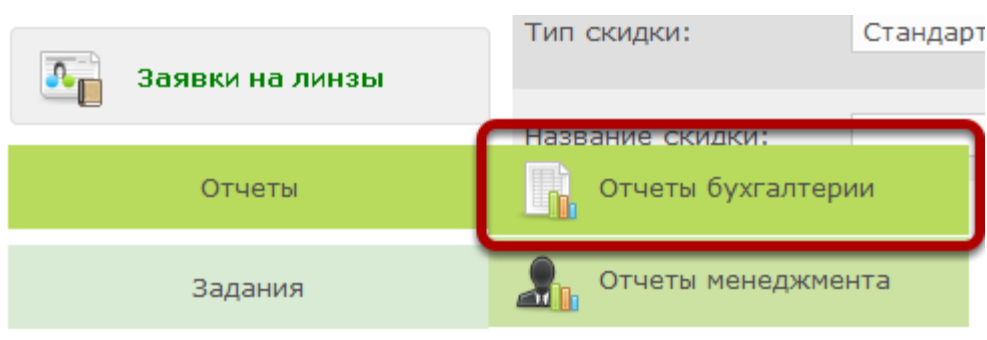 Тип скидки:
Стандарт
Заявки на линзы
Название скидки:
Отчеты
Отчеты бухгалтерии
Задания
Отчеты менеджмента